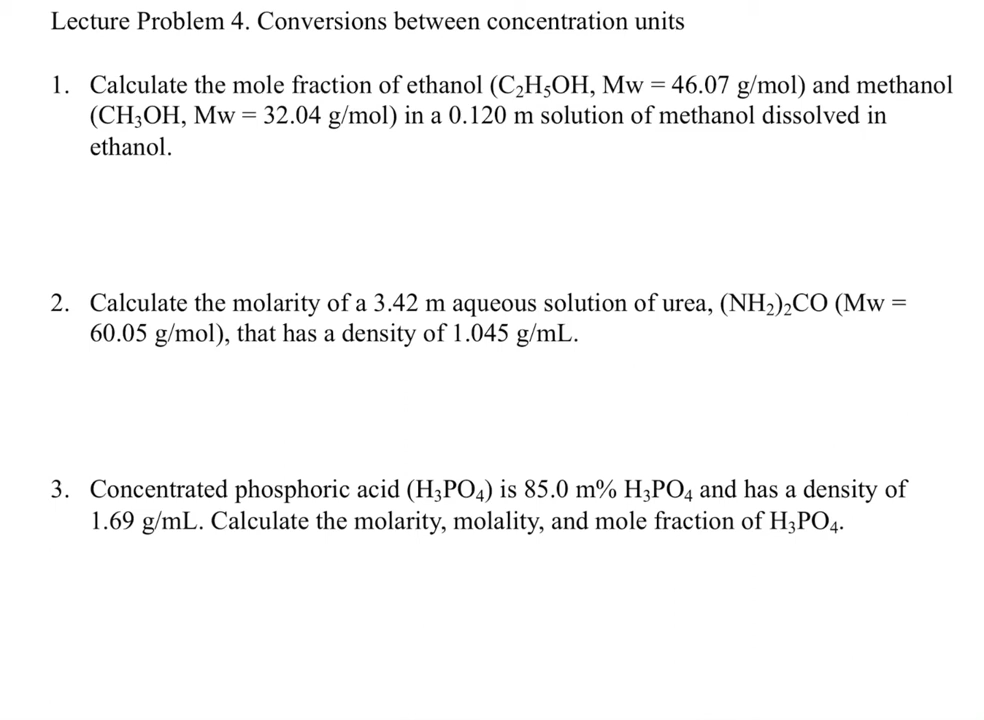 Lecture Problem 4. Conversions between concentration units
1. Calculate the mole fraction of ethanol (C₂H₅OH, Mw = 46.07 g/mol) and methanol
(CH₃OH, Mw = 32.04 g/mol) in a 0.120 m solution of methanol dissolved in
ethanol.
2. Calculate the molarity of a 3.42 m aqueous solution of urea, (NH₂)₂CO (Mw =
60.05 g/mol), that has a density of 1.045 g/mL.
3. Concentrated phosphoric acid (H₃PO₄) is 85.0 m% H₃PO₄ and has a density of
1.69 g/mL. Calculate the molarity, molality, and mole fraction of H₃PO₄.